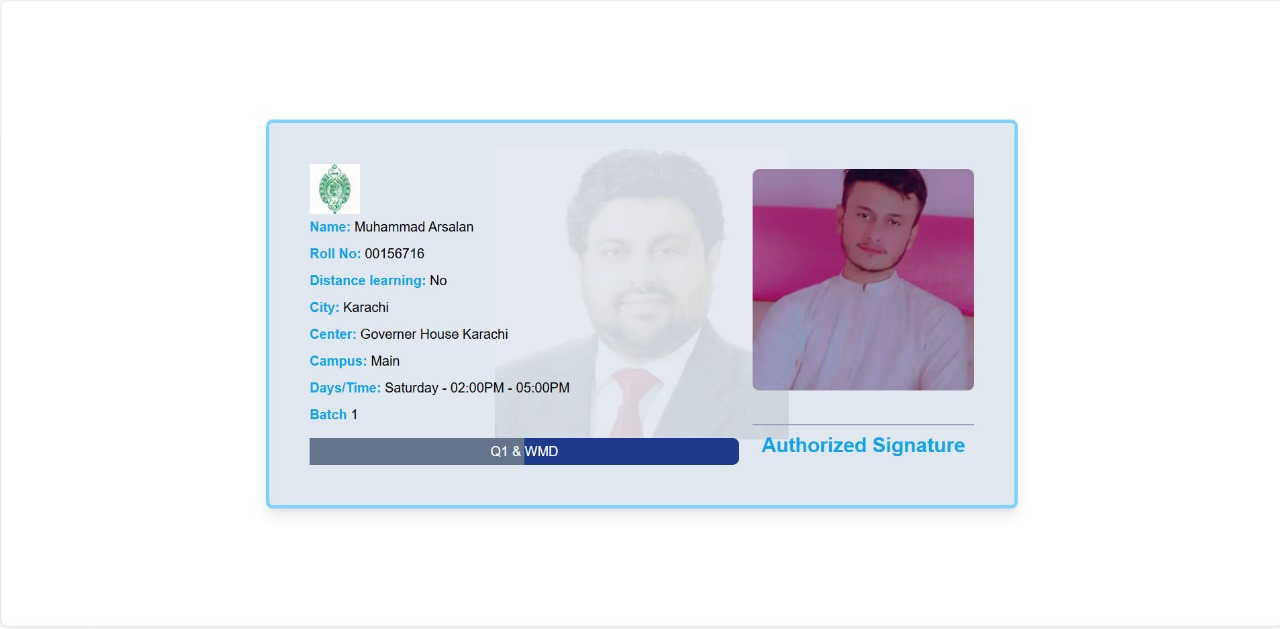 Name: Muhammad Arsalan
Roll No: 00156716
Distance learning: No
City: Karachi
Center: Governer House Karachi
Campus: Main
Days/Time: Saturday - 02:00PM - 05:00PM
Batch 1
Q1 & WMD
Authorized Signature